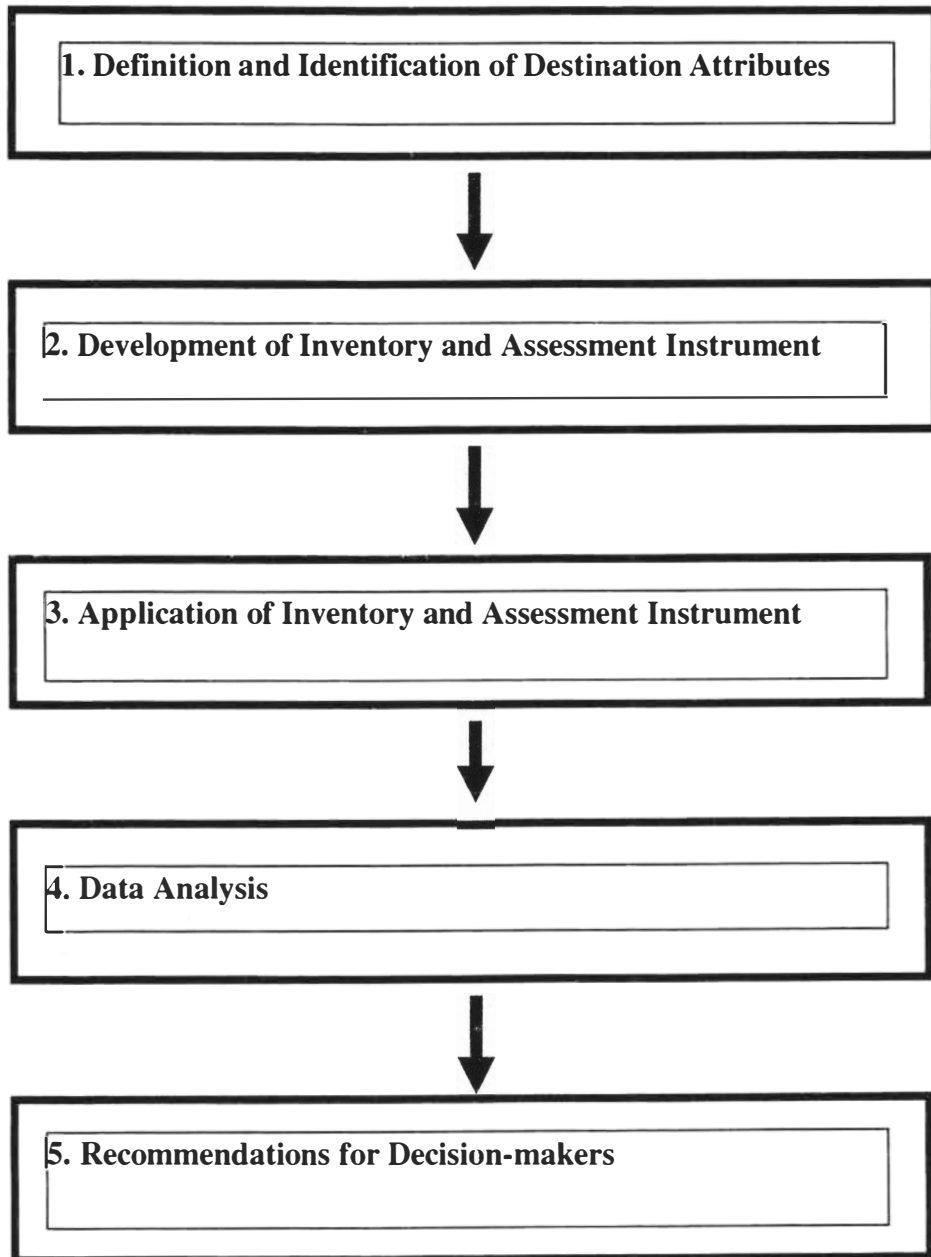 1. Definition and Identification of Destination Attributes
2. Development of Inventory and Assessment Instrument
3. Application of Inventory and Assessment Instrument
4. Data Analysis
5. Recommendations for Decision-makers